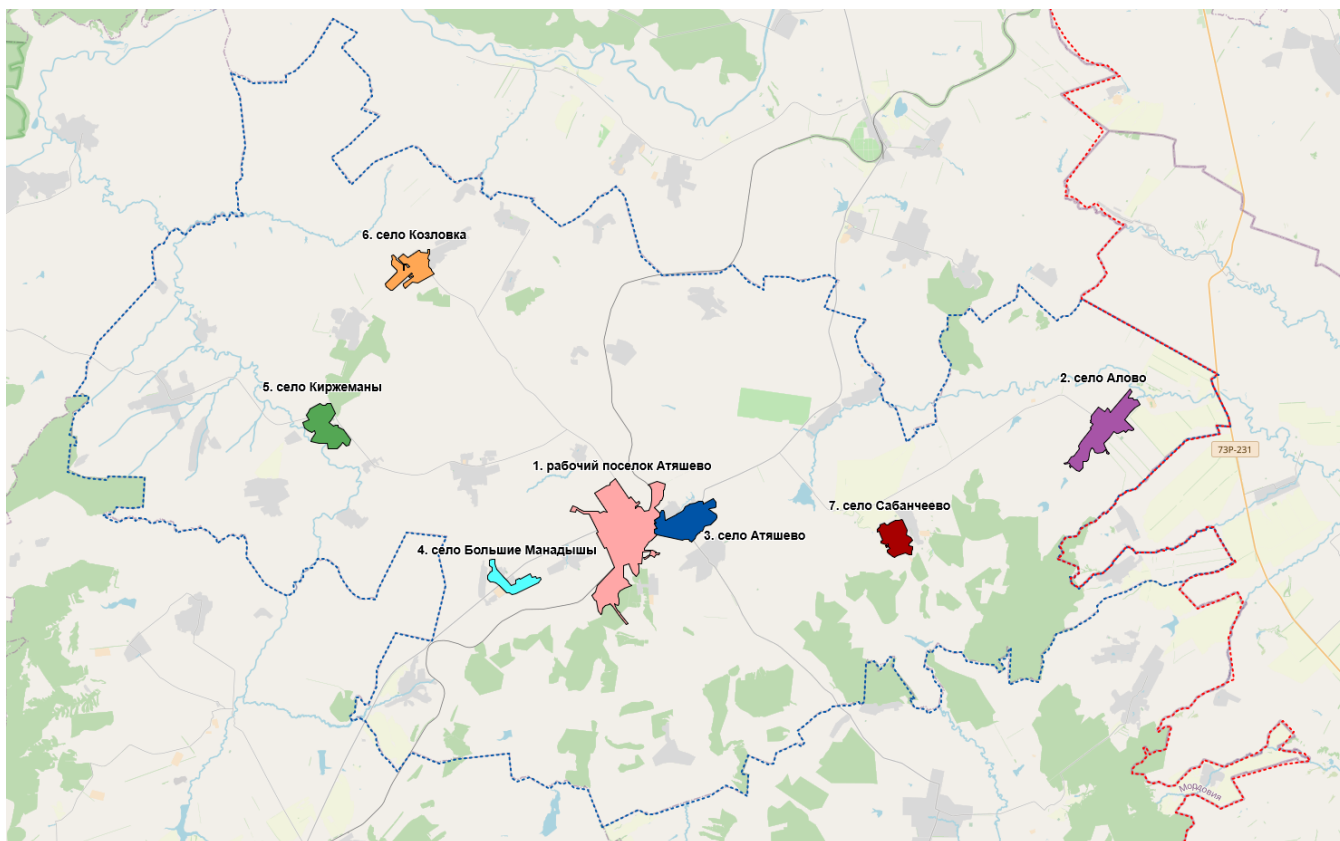 6. село Козловка
5. село Киржеманы
2. село Алово
73Р-231
1. рабочий поселок Атяшево
7. село Сабанчеево
3. село Атяшево
4. село Большие Манадышы
Мордовия